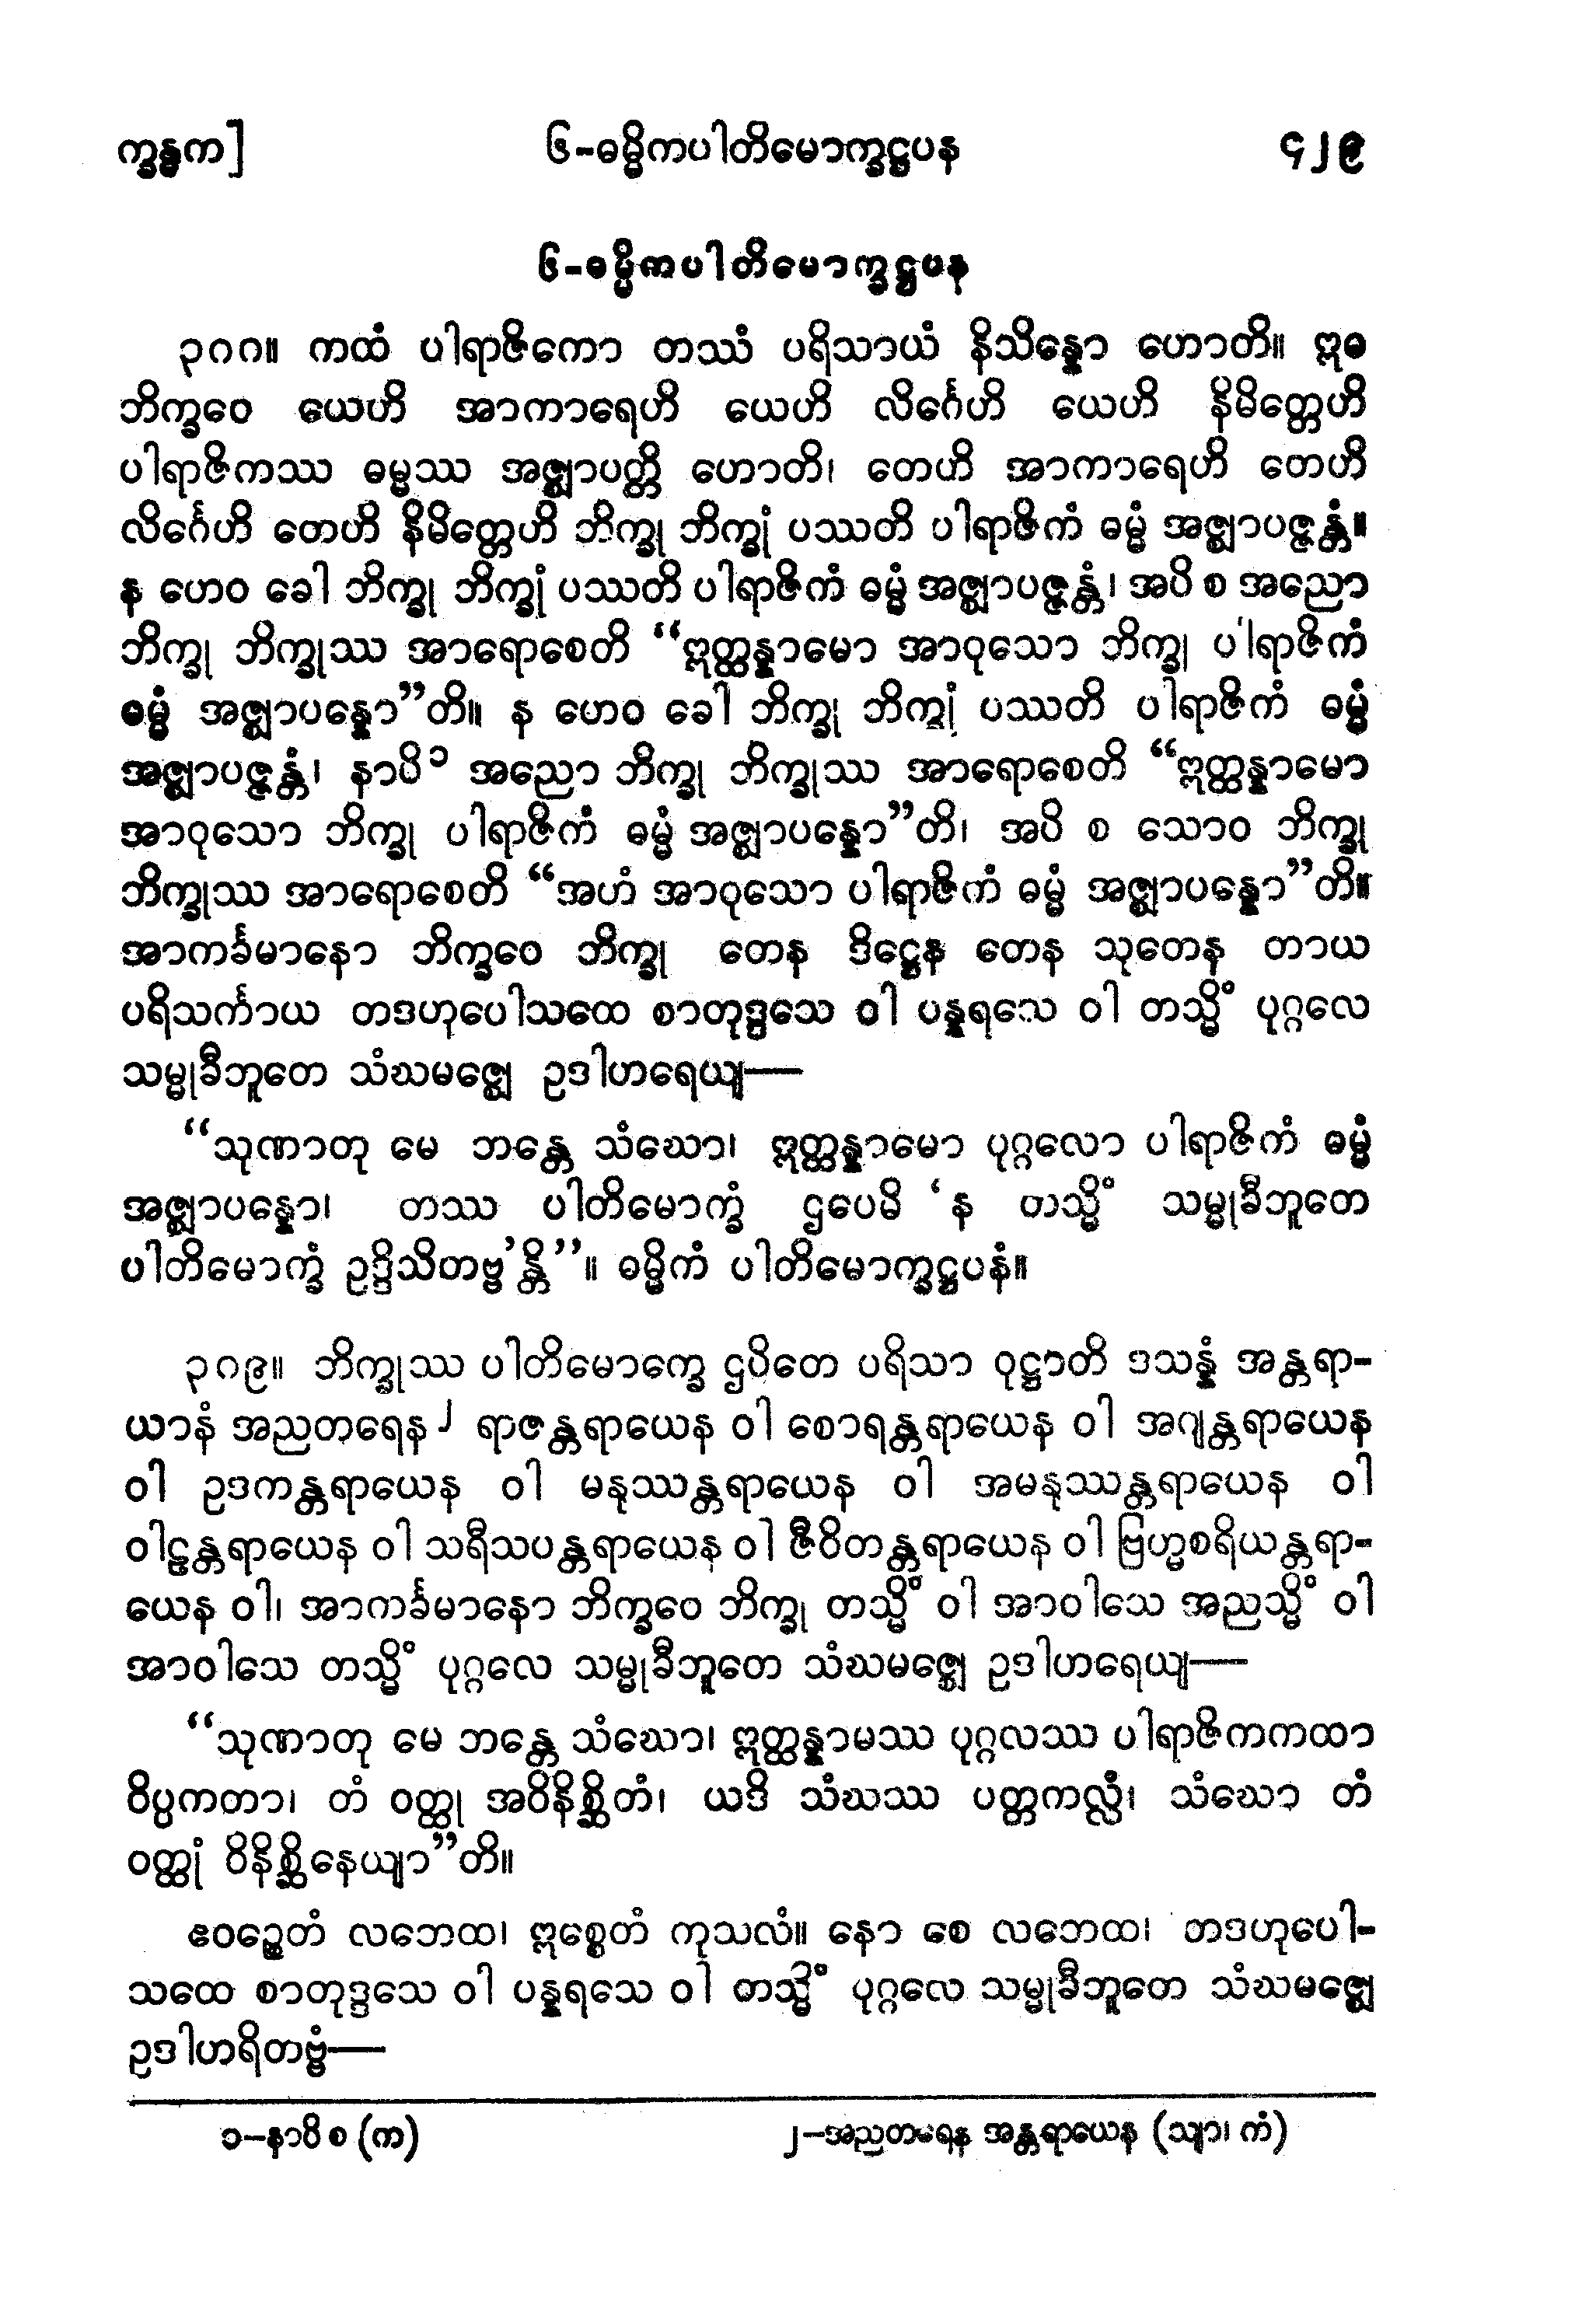 က္ခန္ဓက]
၆-ဓမ္မိကပါတိမောက္ခဋ္ဌပန
၄၂၉
၆-ဓမ္မိကပါတိမောက္ခဋ္ဌပန
၃၈၈။ ကထံ ပါရာဇိကော တဿံ ပရိသာယံ နိသိန္နော ဟောတိ။ ဣဓ
ဘိက္ခဝေ ယေဟိ အာကာရေဟိ ယေဟိ လိင်္ဂေဟိ ယေဟိ နိမိတ္တေဟိ
ပါရာဇိကဿ ဓမ္မဿ အဇ္ဈာပတ္တိ ဟောတိ၊ တေဟိ အာကာရေဟိ တေဟိ
လိင်္ဂေဟိ တေဟိ နိမိတ္တေဟိ ဘိက္ခု ဘိက္ခုံ ပဿတိ ပါရာဇိကံ ဓမ္မံ အဇ္ဈာပဇ္ဇန္တံ။
န ဟေဝ ခေါ ဘိက္ခု ဘိက္ခုံ ပဿတိ ပါရာဇိကံ ဓမ္မံ အဇ္ဈာပဇ္ဇန္တံ၊ အပိ စ အညော
ဘိက္ခု ဘိက္ခုဿ အာရောစေတိ “ဣတ္ထန္နာမော အာဝုသော ဘိက္ခု ပါရာဇိကံ
ဓမ္မံ အဇ္ဈာပန္နော”တိ။ န ဟေဝ ခေါ ဘိက္ခု ဘိက္ခုံ ပဿတိ ပါရာဇိကံ ဓမ္မံ
အဇ္ဈာပဇ္ဇန္တံ၊ နာပိ၁ အညော ဘိက္ခု ဘိက္ခုဿ အာရောစေတိ “ဣတ္ထန္နာမော
အာဝုသော ဘိက္ခု ပါရာဇိကံ ဓမ္မံ အဇ္ဈာပန္နော”တိ၊ အပိ စ သောဝ ဘိက္ခု
ဘိက္ခုဿ အာရောစေတိ “အဟံ အာဝုသော ပါရာဇိကံ ဓမ္မံ အဇ္ဈာပန္နော”တိ။
အာကင်္ခမာနော ဘိက္ခဝေ ဘိက္ခု တေန ဒိဋ္ဌေန တေန သုတေန တာယ
ပရိသင်္ကာယ တဒဟုပေါသထေ စာတုဒ္ဒသေ ဝါ ပန္နရသေ ဝါ တသ္မိံ ပုဂ္ဂလေ
သမ္မုခီဘူတေ သံဃမဇ္ဈေ ဥဒါဟရေယျ—
“သုဏာတု မေ ဘန္တေ သံဃော၊ ဣတ္ထန္နာမော ပုဂ္ဂလော ပါရာဇိကံ ဓမ္မံ
အဇ္ဈာပန္နော၊ တဿ ပါတိမောက္ခံ ဌပေမိ ‘န တသ္မိံ သမ္မုခီဘူတေ
ပါတိမောက္ခံ ဥဒ္ဒိသိတဗ္ဗ’န္တိ”။ ဓမ္မိကံ ပါတိမောက္ခဋ္ဌပနံ။
၃၈၉။ ဘိက္ခုဿ ပါတိမောက္ခေ ဌပိတေ ပရိသာ ဝုဋ္ဌာတိ ဒသန္နံ အန္တရာ-
ယာနံ အညတရေန၂ ရာဇန္တရာယေန ဝါ စောရန္တရာယေန ဝါ အဂျန္တရာယေန
ဝါ ဥဒကန္တရာယေန ဝါ မနုဿန္တရာယေန ဝါ အမနုဿန္တရာယေန ဝါ
ဝါဠန္တရာယေန ဝါ သရီသပန္တရာယေန ဝါ ဇီဝိတန္တရာယေန ဝါ ဗြဟ္မစရိယန္တရာ-
ယေန ဝါ၊ အာကင်္ခမာနော ဘိက္ခဝေ ဘိက္ခု တသ္မိံ ဝါ အာဝါသေ အညသ္မိံ ဝါ
အာဝါသေ တသ္မိံ ပုဂ္ဂလေ သမ္မုခီဘူတေ သံဃမဇ္ဈေ ဥဒါဟရေယျ—
“သုဏာတု မေ ဘန္တေ သံဃော၊ ဣတ္ထန္နာမဿ ပုဂ္ဂလဿ ပါရာဇိကကထာ
ဝိပ္ပကတာ၊ တံ ဝတ္ထု အဝိနိစ္ဆိတံ၊ ယဒိ သံဃဿ ပတ္တကလ္လံ၊ သံဃော တံ
ဝတ္ထုံ ဝိနိစ္ဆိနေယျာ”တိ။
ဧဝဉ္စေတံ လဘေထ၊ ဣစ္စေတံ ကုသလံ။ နော စေ လဘေထ၊ တဒဟုပေါ-
သထေ စာတုဒ္ဒသေ ဝါ ပန္နရသေ ဝါ တသ္မိံ ပုဂ္ဂလေ သမ္မုခီဘူတေ သံဃမဇ္ဈေ
ဥဒါဟရိတဗ္ဗံ—
၁-နာပိ စ (က)
၂-အညတရေန အန္တရာယေန (သျာ၊ ကံ)